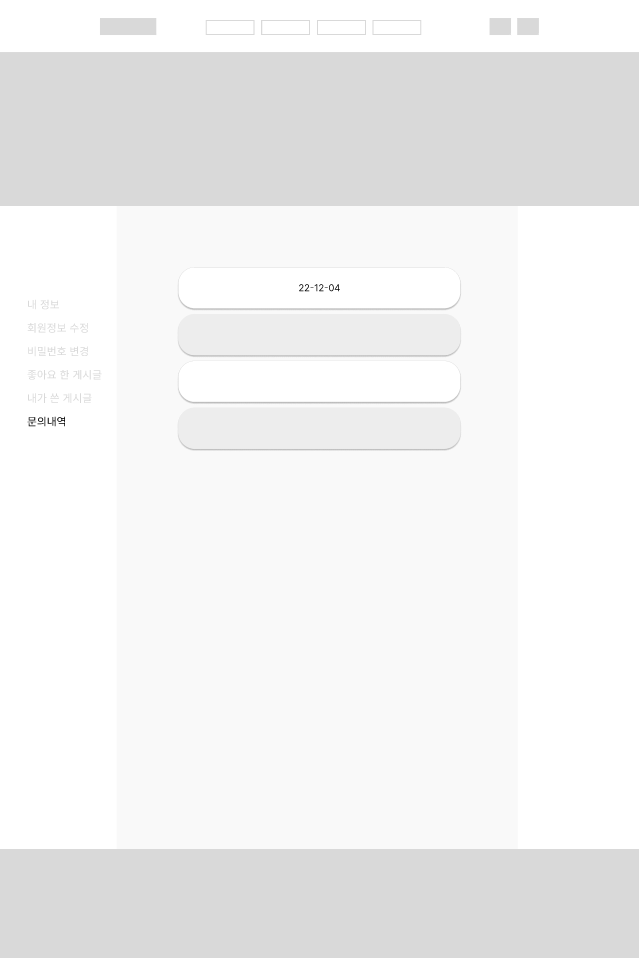 22-12-04
내 정보
회원정보 수정
비밀번호 변경
좋아요 한 게시글
내가 쓴 게시글
문의내역